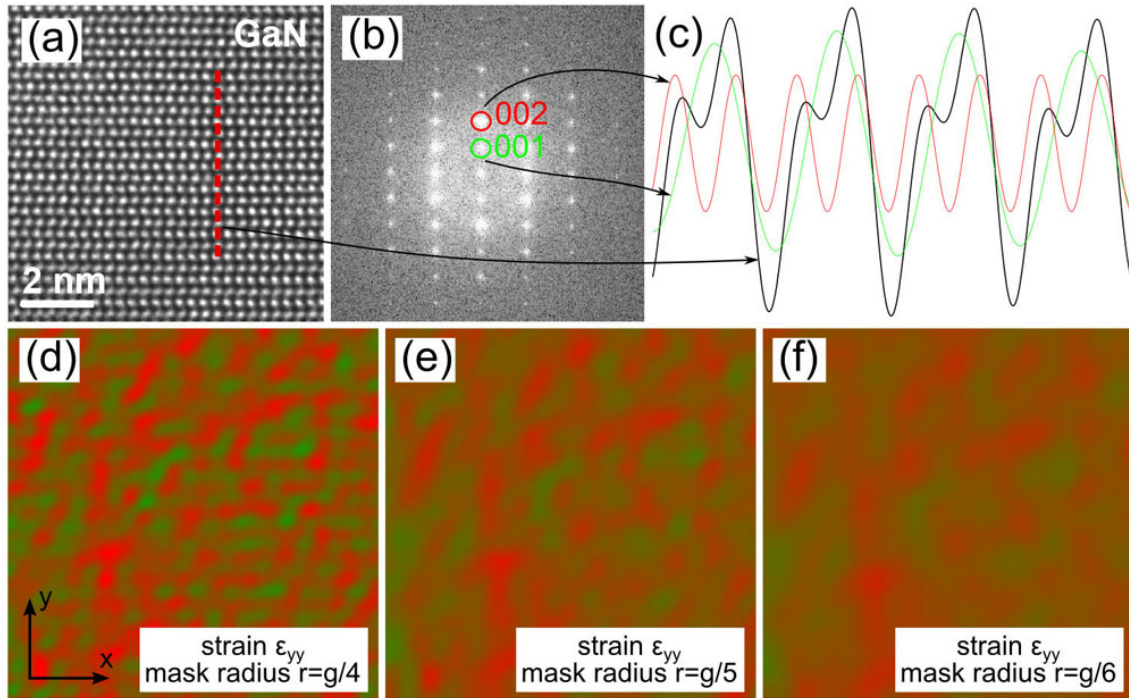 (a)
GaN
2 nm
(b)
002
001
(c)
(d)
y
x
strain εyy
mask radius r=g/4
(e)
strain εyy
mask radius r=g/5
(f)
strain εyy
mask radius r=g/6